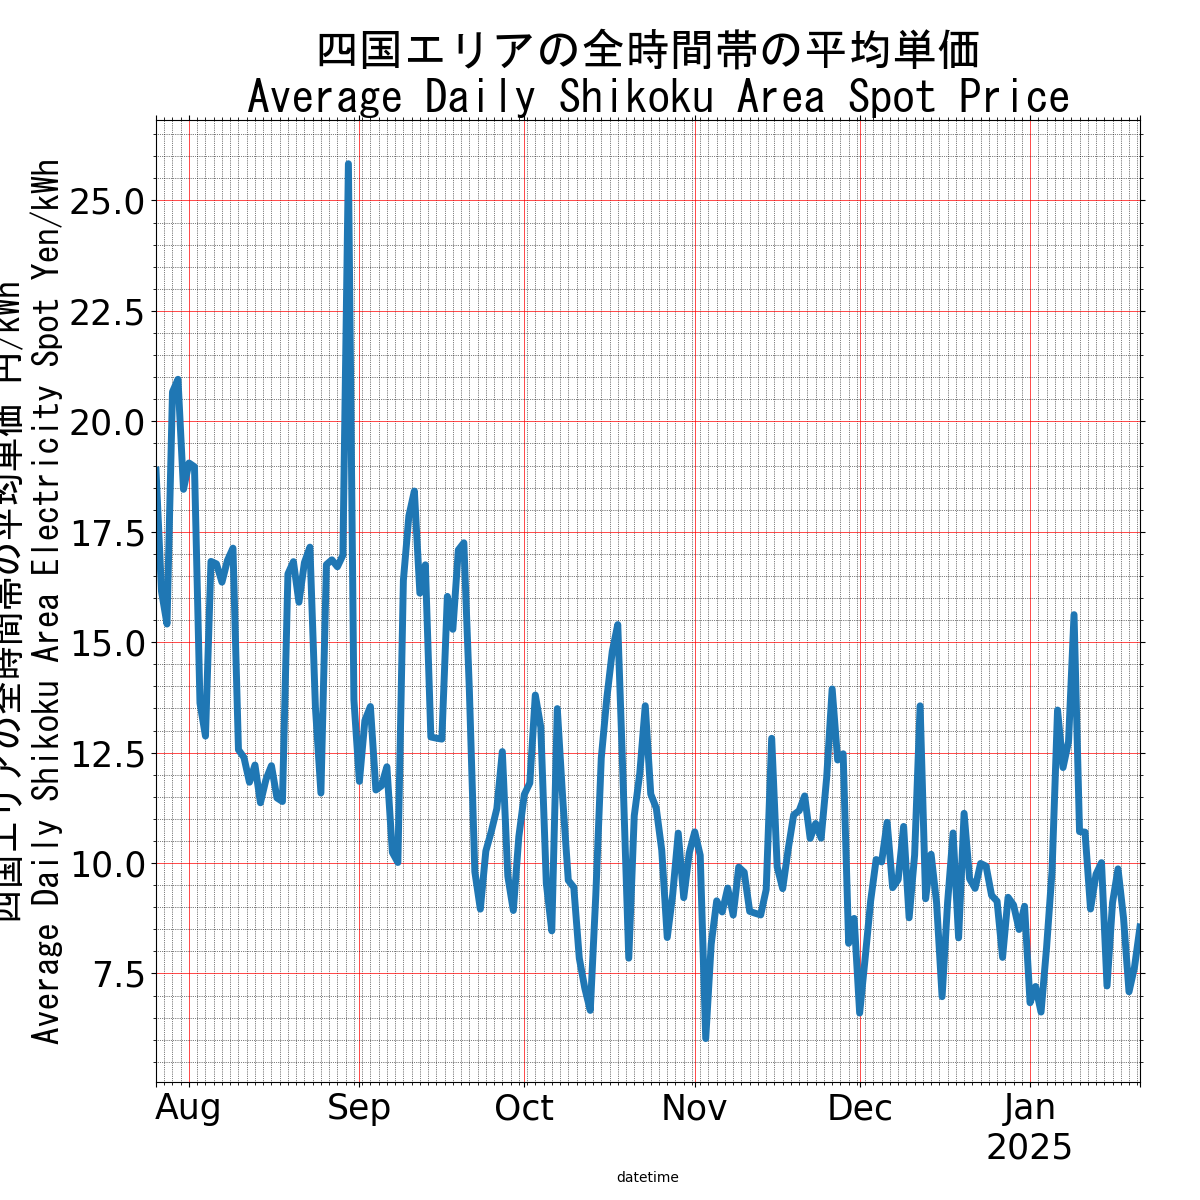 四国エリアの全時間帯の平均単価
Average Daily Shikoku Area Spot Price
四国エリアの全時間帯の平均単価 円/kWh
Average Daily Shikoku Area Electricity Spot Yen/kWh
25.0
22.5
20.0
17.5
15.0
12.5
10.0
7.5
Aug
Sep
Oct
Nov
Dec
Jan
2025
datetime